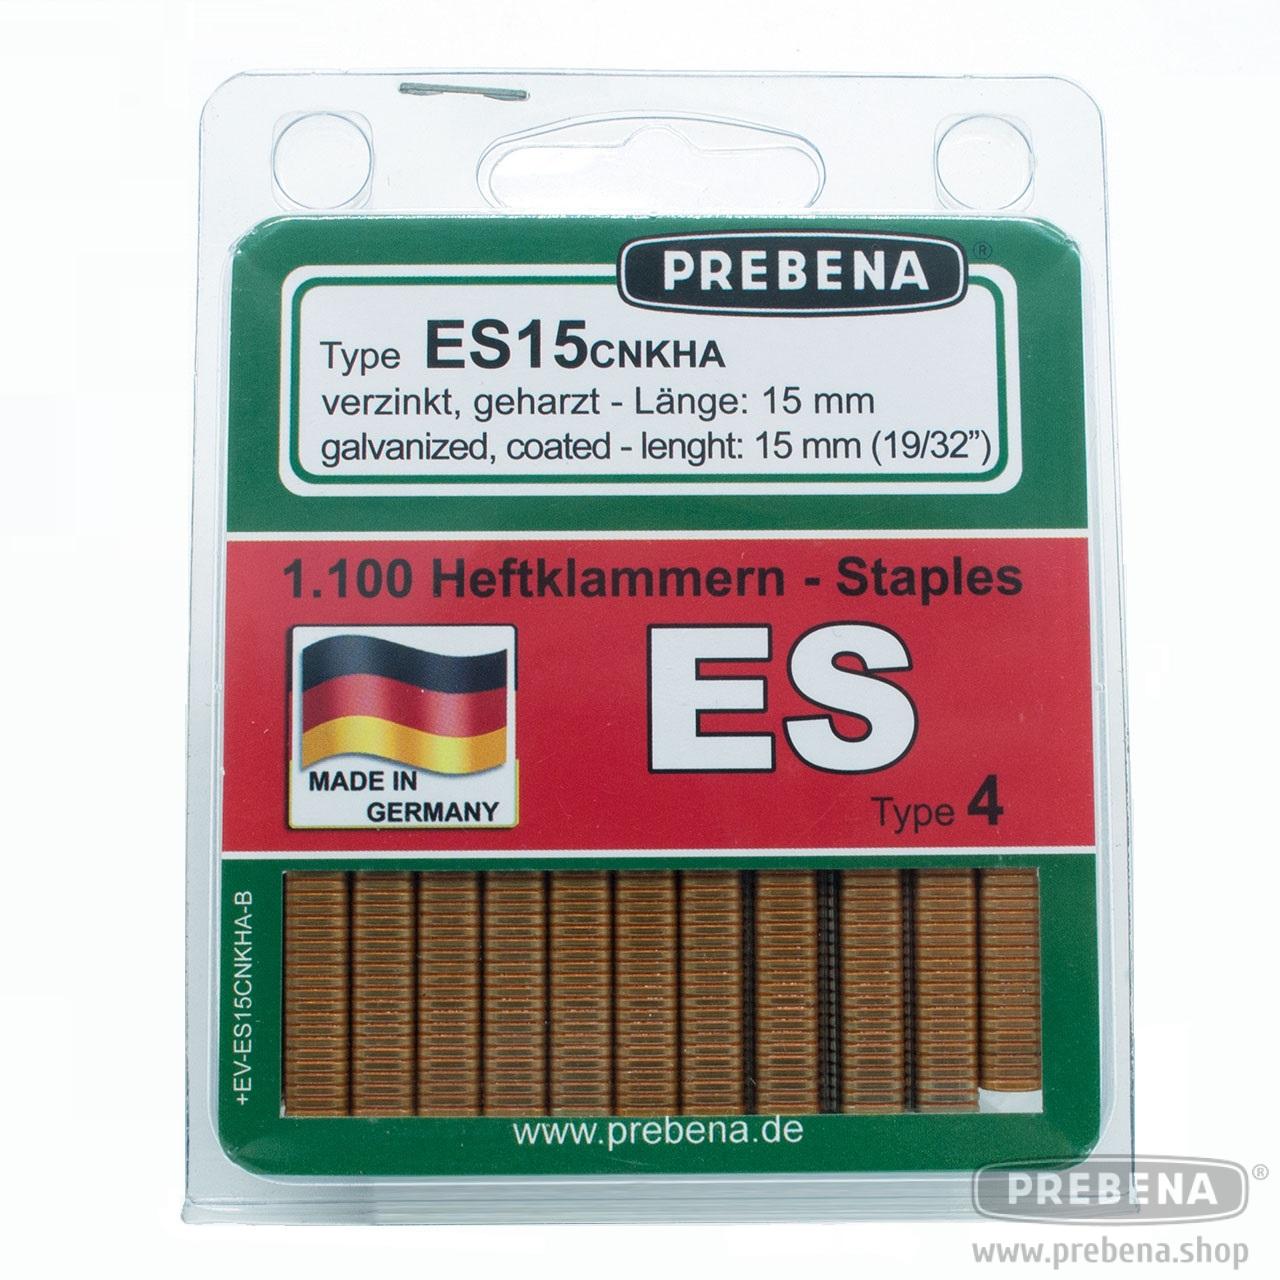 PREBENA ®
Type ES15CNKHA
verzinkt, geharzt - Länge: 15 mm
galvanized, coated - lenght: 15 mm (19/32”)
1.100 Heftklammern - Staples
ES
MADE IN
GERMANY
Type 4
+EV-ES15CNKHA-B
www.prebena.de
PREBENA ®
www.prebena.shop